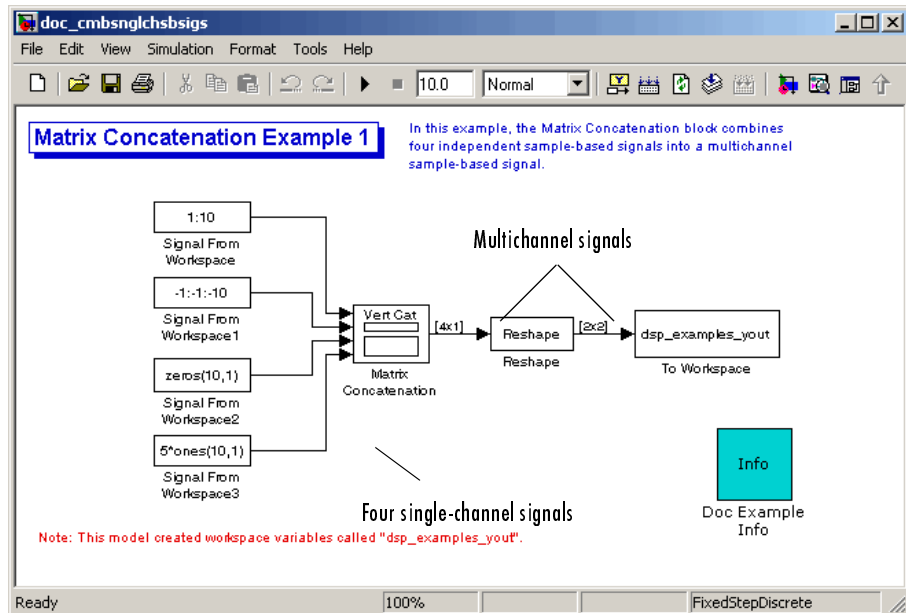 doc_cmbsnglchsbsigs
File Edit View Simulation Format Tools Help
10.0 Normal
Matrix Concatenation Example 1
In this example, the Matrix Concatenation block combines
four independent sample-based signals into a multichannel
sample-based signal.
1:10
Signal From
Workspace
Multichannel signals
-1:-1:-10
Signal From
Workspace1
Vert Cat
[4x1]
Matrix
Concatenation
Reshape
Reshape
[2x2]
dsp_examples_yout
To Workspace
zeros(10,1)
Signal From
Workspace2
5*ones(10,1)
Signal From
Workspace3
Four single-channel signals
Info
Doc Example
Info
Note: This model created workspace variables called "dsp_examples_yout".
Ready 100% FixedStepDiscrete